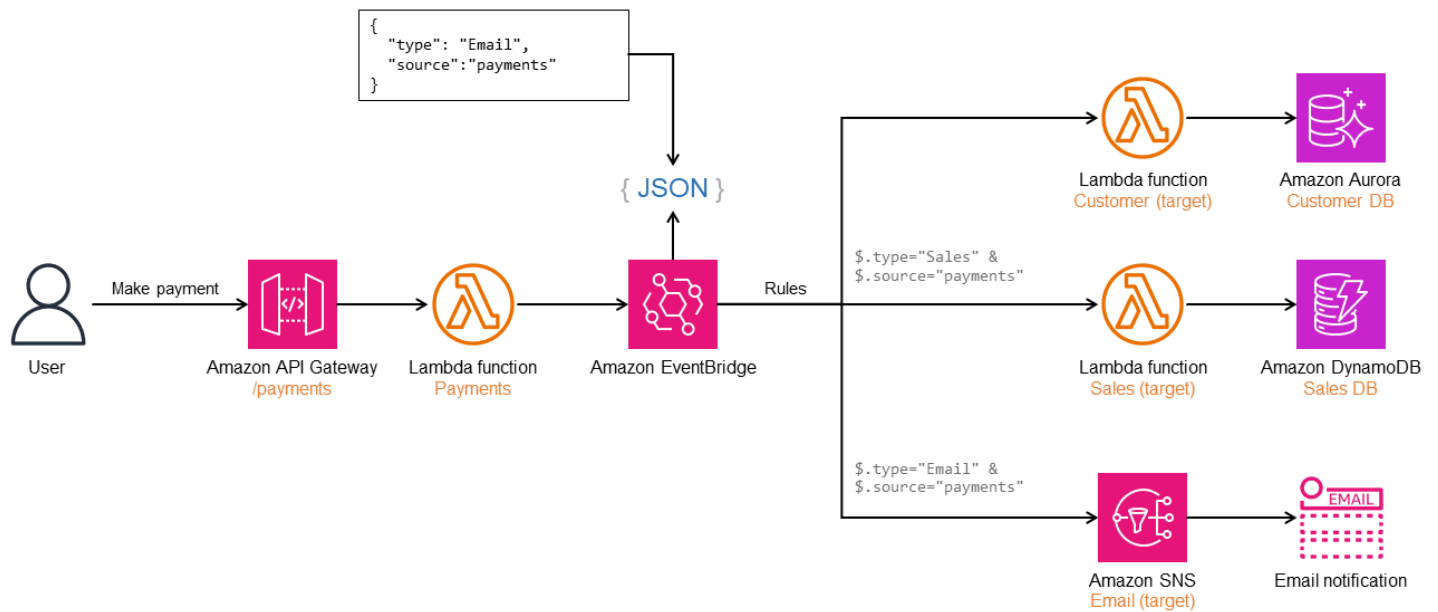 {
"type": "Email",
"source":"payments"
}
{ JSON }
Lambda function
Customer (target)
Amazon Aurora
Customer DB
$.type="Sales" &
$.source="payments"
Make payment
Rules
User
Amazon API Gateway
/payments
Lambda function
Payments
Amazon EventBridge
Lambda function
Sales (target)
Amazon DynamoDB
Sales DB
$.type="Email" &
$.source="payments"
EMAIL
Amazon SNS
Email (target)
Email notification